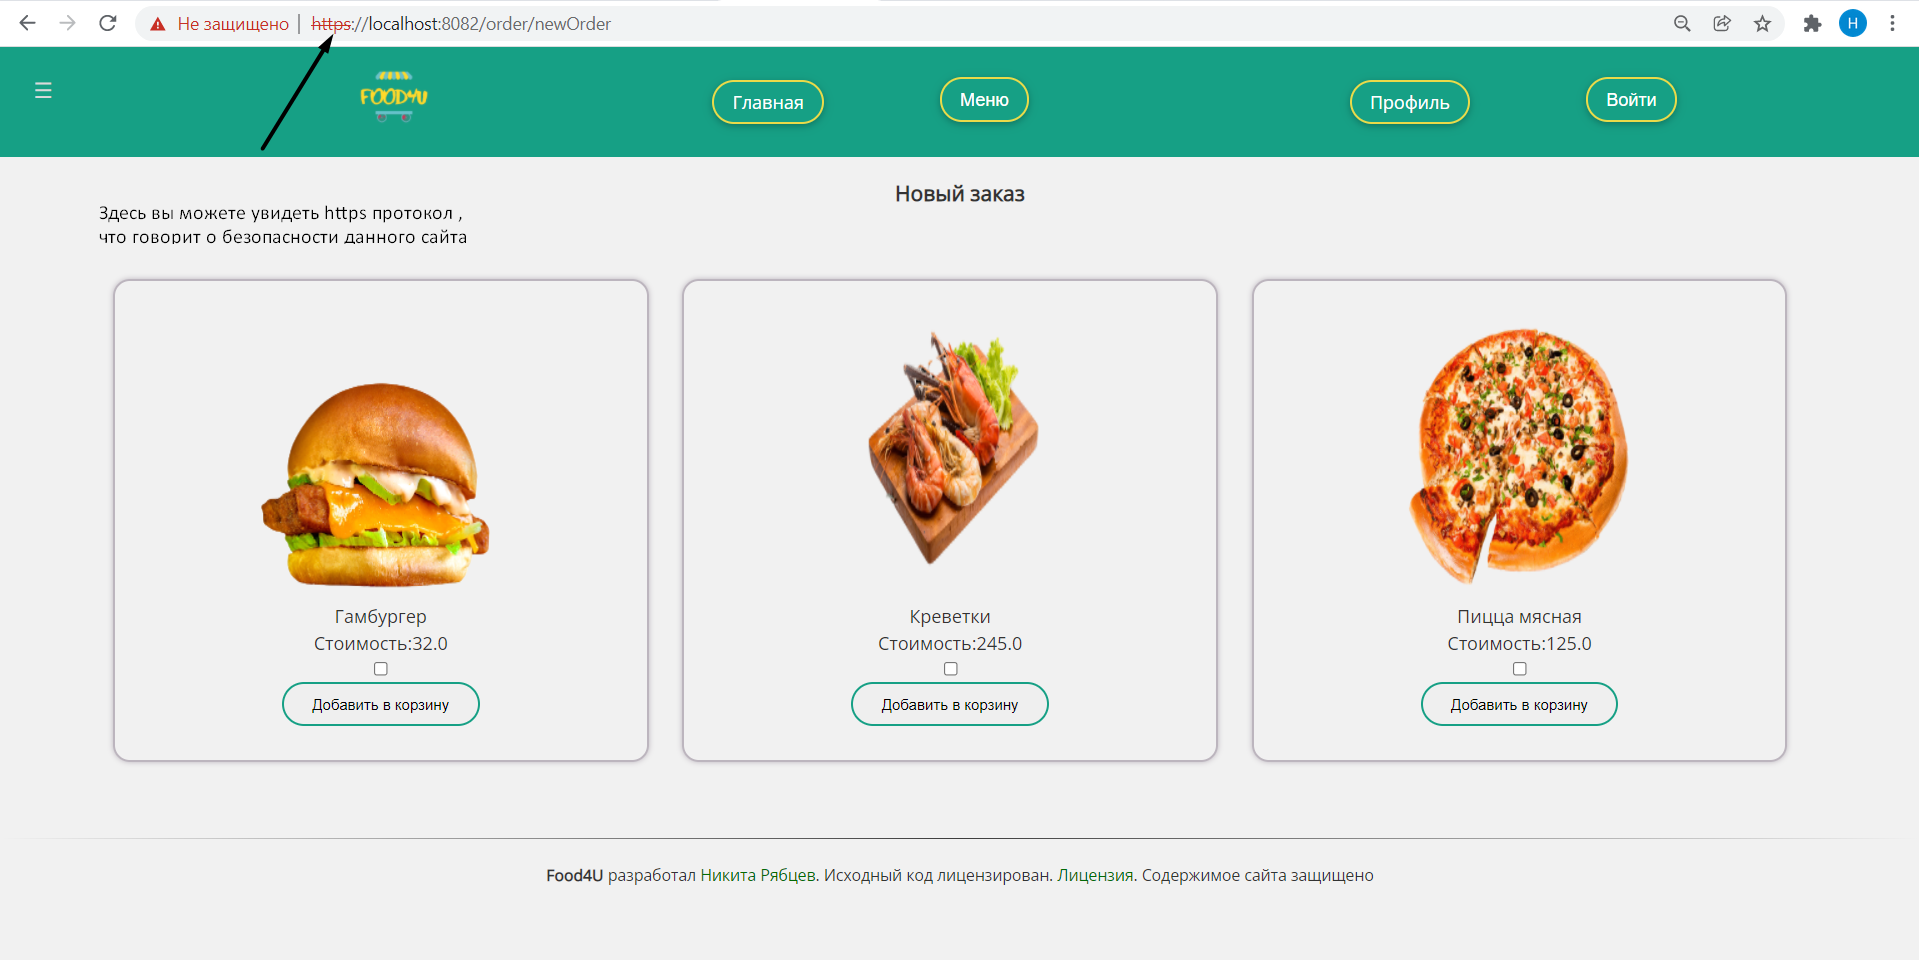 Не защищено
https://localhost:8082/order/newOrder
Н
FOOD4U
Главная
Меню
Профиль
Войти
Новый заказ
Здесь вы можете увидеть https протокол ,
что говорит о безопасности данного сайта
Гамбургер
Стоимость:32.0
Добавить в корзину
Креветки
Стоимость:245.0
Добавить в корзину
Пицца мясная
Стоимость:125.0
Добавить в корзину
Food4U разработал Никита Рябцев. Исходный код лицензирован. Лицензия. Содержимое сайта защищено